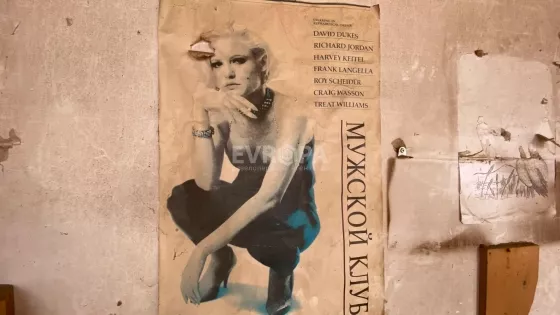 DAVID DUKES
RICHARD JORDAN
HARVEY KEITEL
FRANK LANGELLA
ROY SCHEIDER
CRAIG WASSON
TREAT WILLIAMS
МУЖСКОЙ КЛУБ
EVROPA